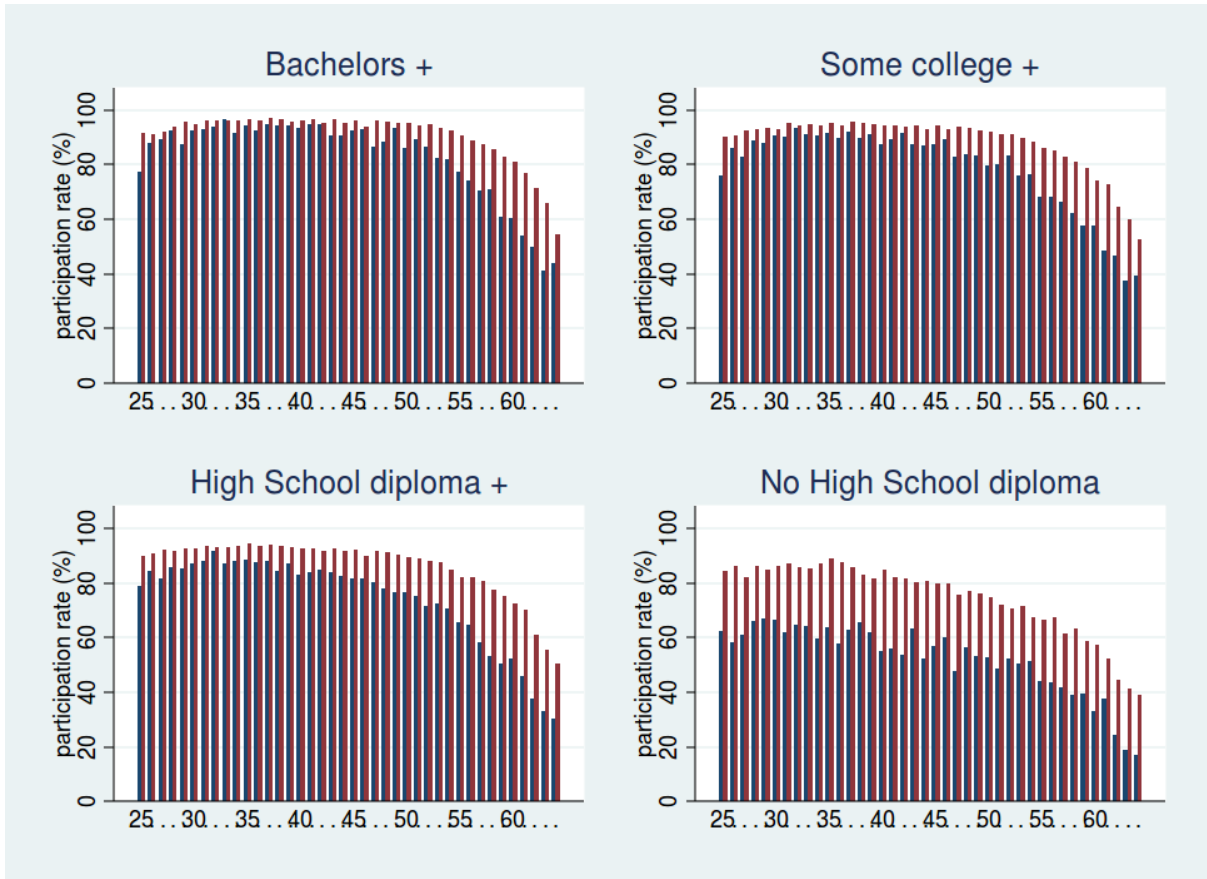 Bachelors +
participation rate (%)
100
80
60
40
20
0
25 . . . 30 . . . 35 . . . 40 . . . 45 . . . 50 . . . 55 . . . 60 . . . .
Some college +
participation rate (%)
100
80
60
40
20
0
25 . . . 30 . . . 35 . . . 40 . . . 45 . . . 50 . . . 55 . . . 60 . . . .
High School diploma +
participation rate (%)
100
80
60
40
20
0
25 . . . 30 . . . 35 . . . 40 . . . 45 . . . 50 . . . 55 . . . 60 . . . .
No High School diploma
participation rate (%)
100
80
60
40
20
0
25 . . . 30 . . . 35 . . . 40 . . . 45 . . . 50 . . . 55 . . . 60 . . . .